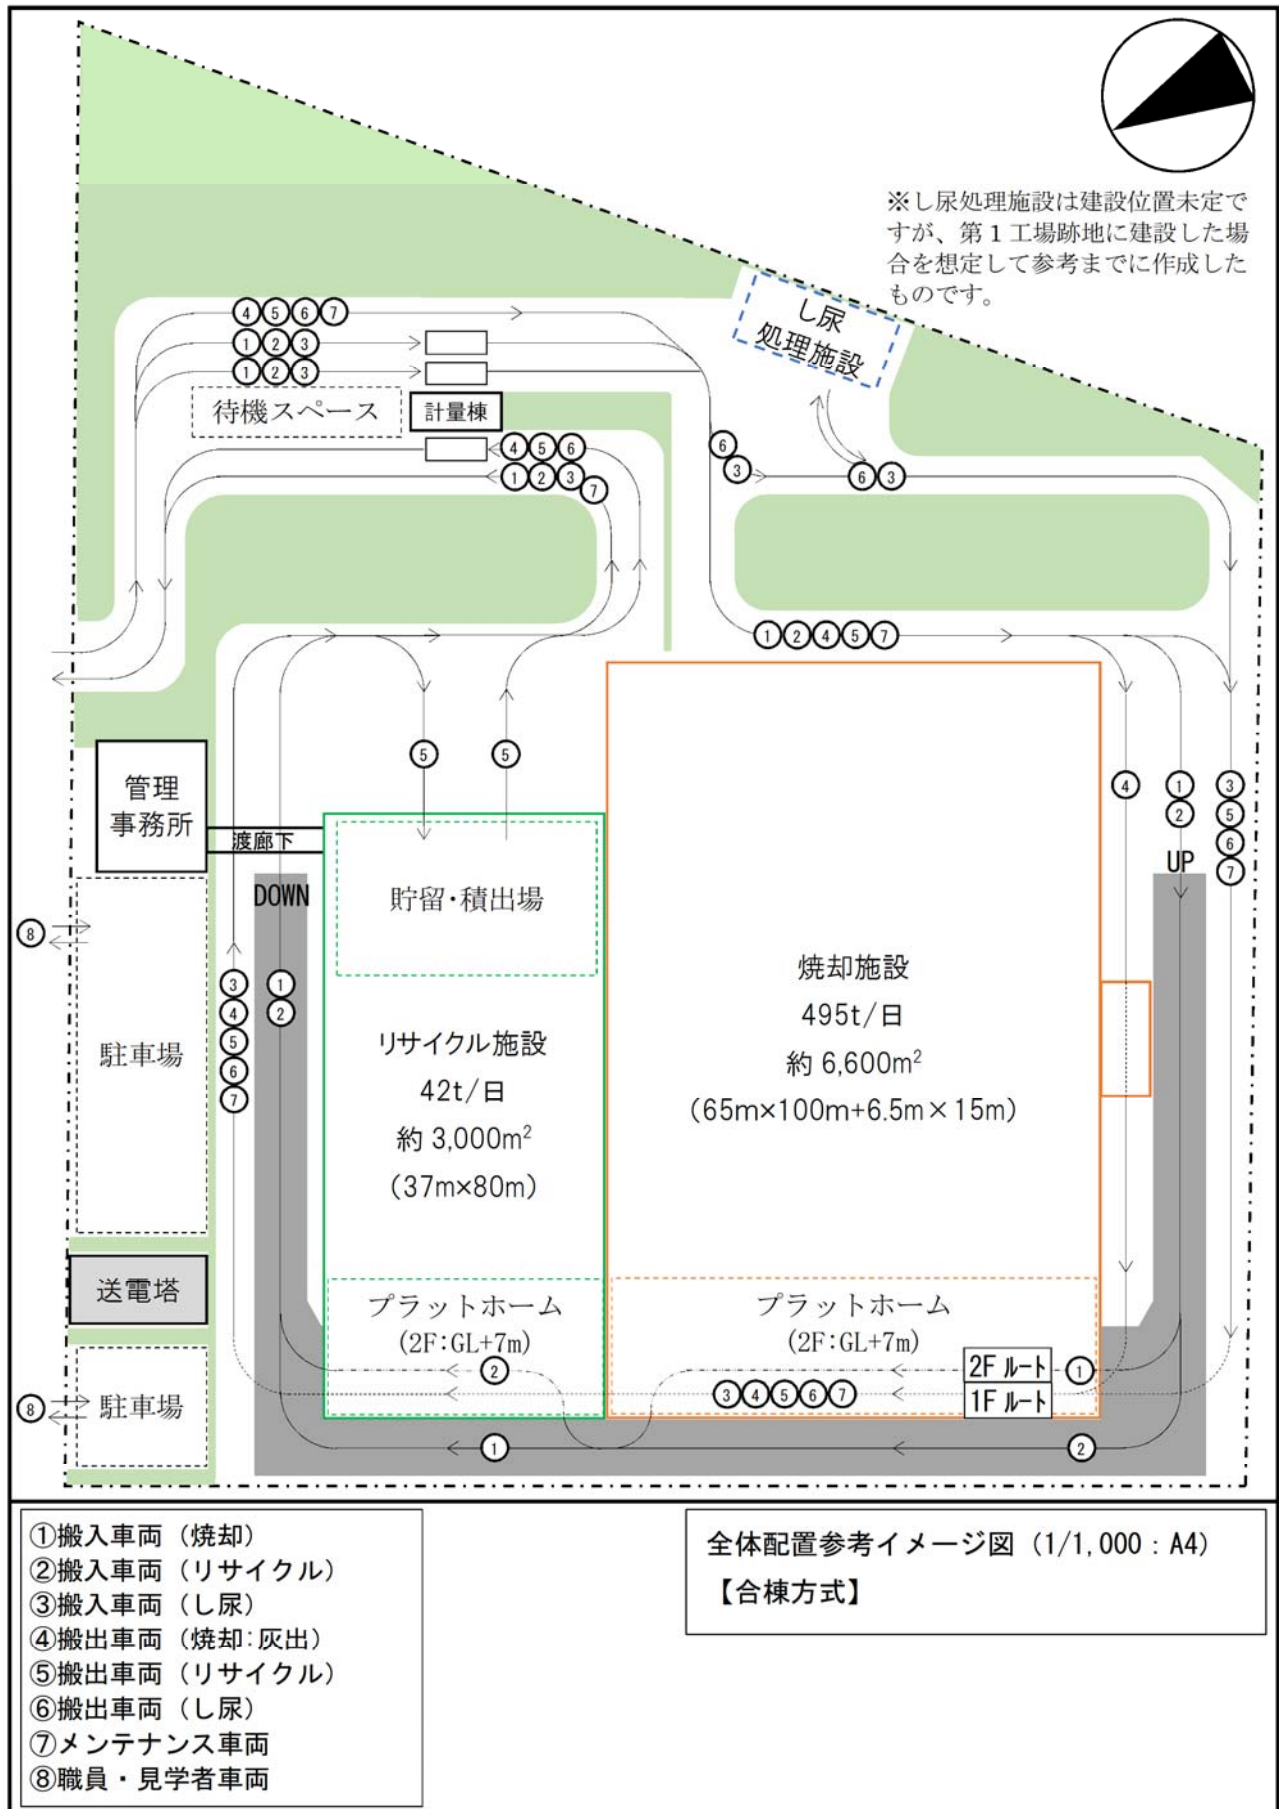 ※し尿処理施設は建設位置未定で
すが、第１工場跡地に建設した場
合を想定して参考までに作成した
ものです。
④⑤⑥⑦
①②③
①②③
待機スペース
計量棟
④⑤⑥
①②③⑦
し尿
処理施設
⑥
③
⑥③
①②④⑤⑦
⑤
⑤
④
①
②
③
⑤
⑥
⑦
管理
事務所
渡廊下
DOWN
UP
貯留・積出場
⑧
③
④
⑤
⑥
⑦
①
②
駐車場
リサイクル施設
42t/日
約 3,000m²
（37m×80m）
焼却施設
495t/日
約 6,600m²
（65m×100m+6.5m×15m）
送電塔
プラットホーム
(2F:GL+7m)
プラットホーム
(2F:GL+7m)
②
2F ルート
①
③④⑤⑥⑦
1F ルート
⑧
駐車場
①
②
①搬入車両（焼却）
②搬入車両（リサイクル）
③搬入車両（し尿）
④搬出車両（焼却:灰出）
⑤搬出車両（リサイクル）
⑥搬出車両（し尿）
⑦メンテナンス車両
⑧職員・見学者車両
全体配置参考イメージ図（1/1,000：A4）
【合棟方式】